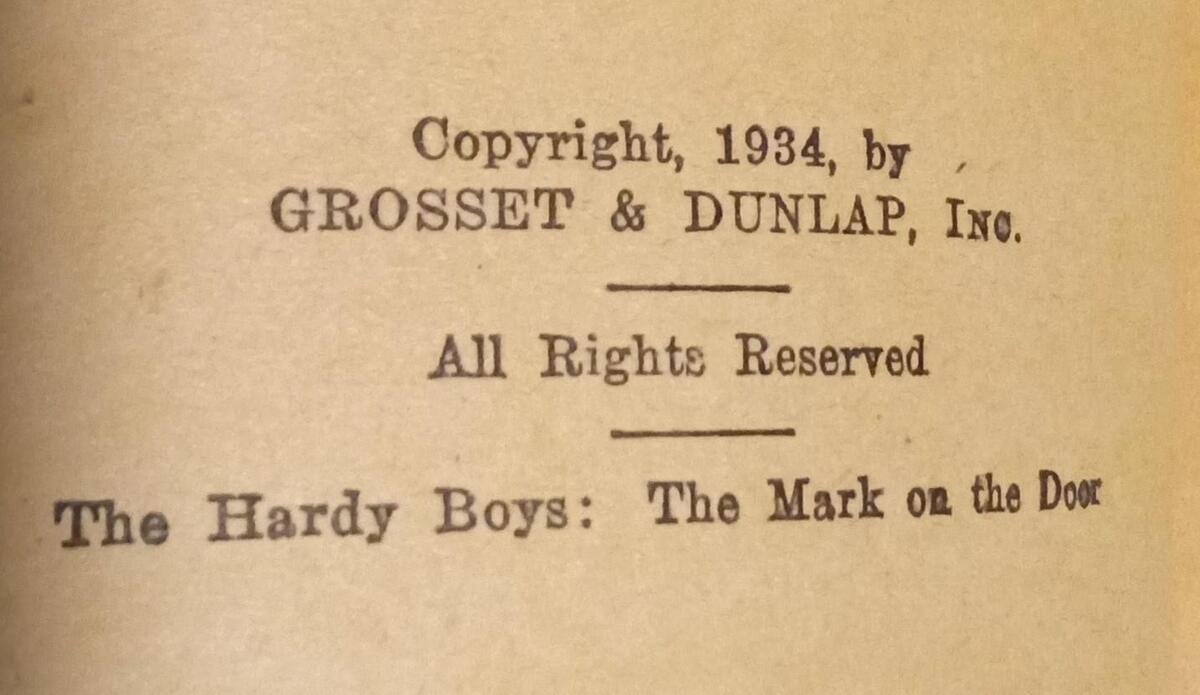 Copyright, 1934, by
GROSSET & DUNLAP, INC.
All Rights Reserved
The Hardy Boys: The Mark on the Door